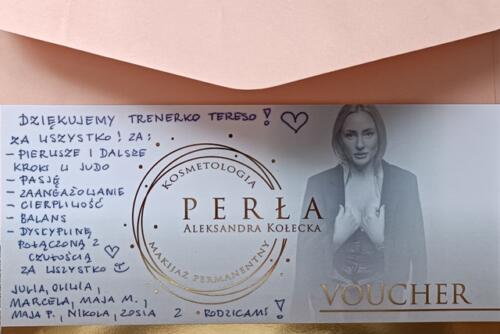 DZIĘKUJEMY TRENERKO TERESO!
ZA WSZYSTKO! ZA:
- PIERWSZE I DALSZE
KROKI W JUDO
- PASJĘ
- ZAANGAŻOWANIE
- CIERPLIWOŚĆ
- BALANS
- DYSCYPLINĘ
POŁĄCZONĄ Z
CZUŁOŚCIĄ
ZA WSZYSTKO
JULIA, OLIWIA,
MARCELA, MAJA M.,
MAJA P., NIKOLA, ZOSIA Z RODZICAMI!
KOSMETOLOGIA
PERŁA
ALEKSANDRA KOŁECKA
MAKIJAŻ PERMANENTNY
VOUCHER